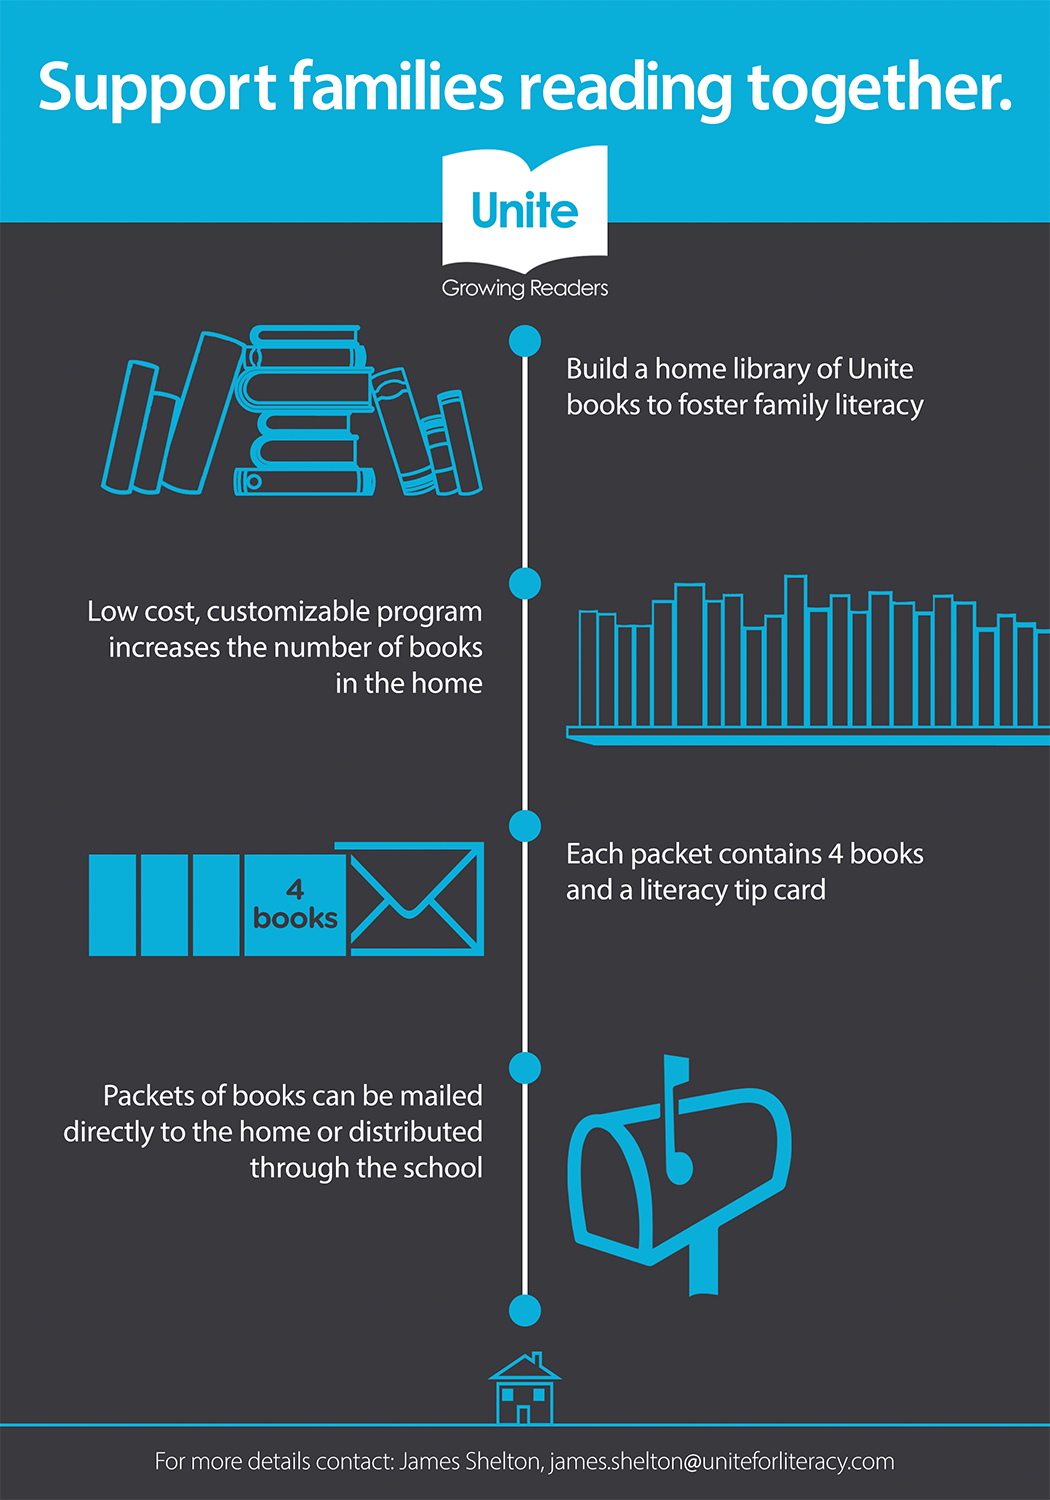 Support families reading together.
Unite
Growing Readers
Build a home library of Unite
books to foster family literacy
Low cost, customizable program
increases the number of books
in the home
Each packet contains 4 books
and a literacy tip card
4
books
Packets of books can be mailed
directly to the home or distributed
through the school
For more details contact: James Shelton, james.shelton@uniteforliteracy.com